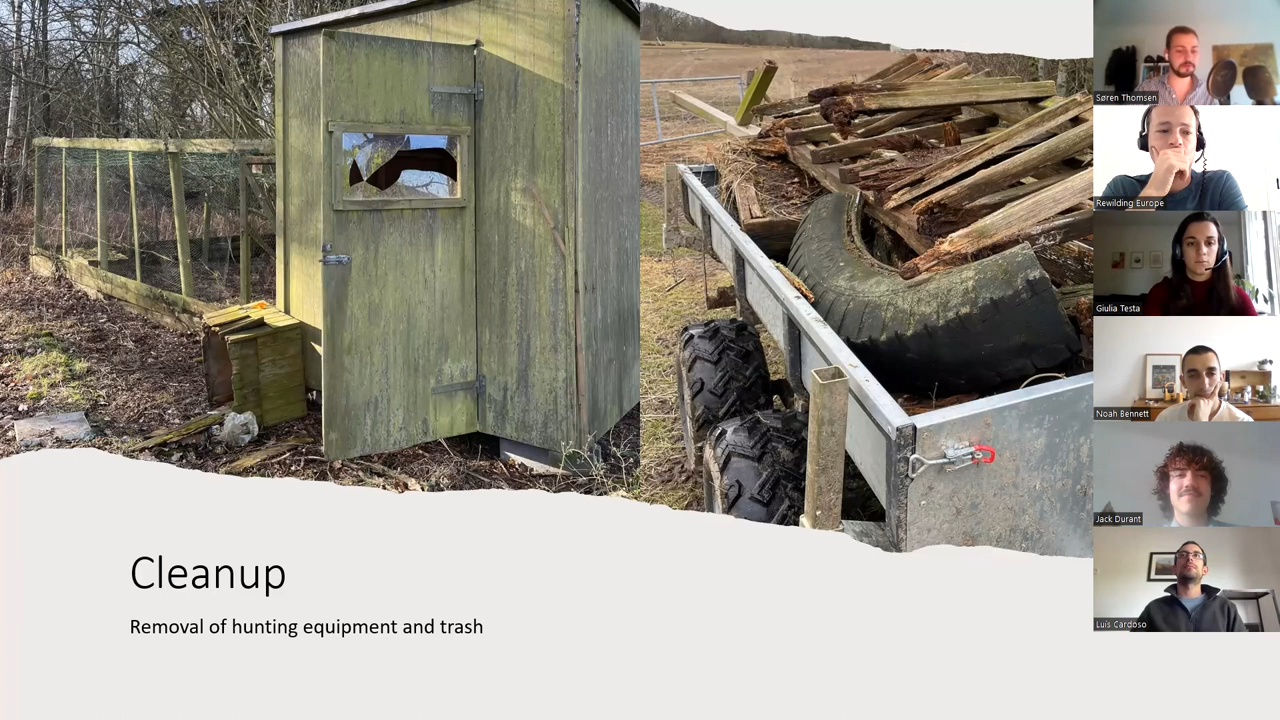 Cleanup
Removal of hunting equipment and trash
Søren Thomsen
Rewilding Europe
Giulia Testa
Noah Bennett
Jack Durant
Luís Cardoso